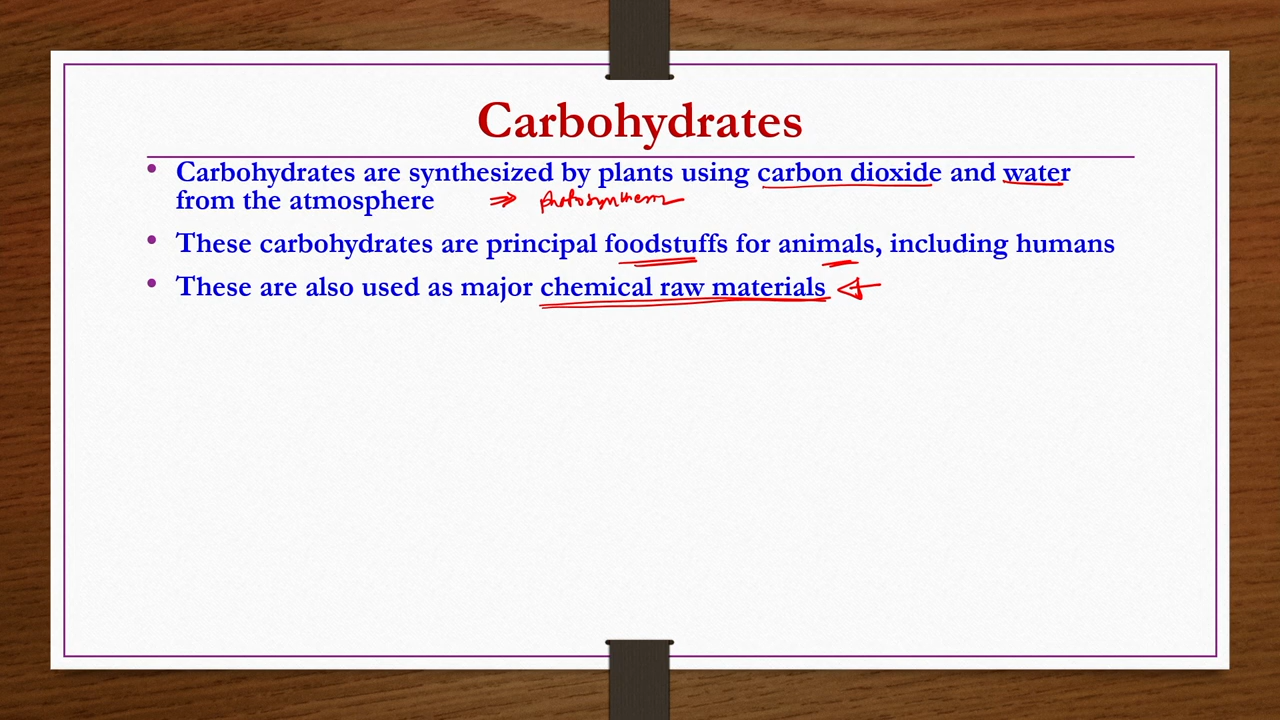 Carbohydrates
• Carbohydrates are synthesized by plants using carbon dioxide and water
from the atmosphere ⇒ photosynthesis
• These carbohydrates are principal foodstuffs for animals, including humans
• These are also used as major chemical raw materials